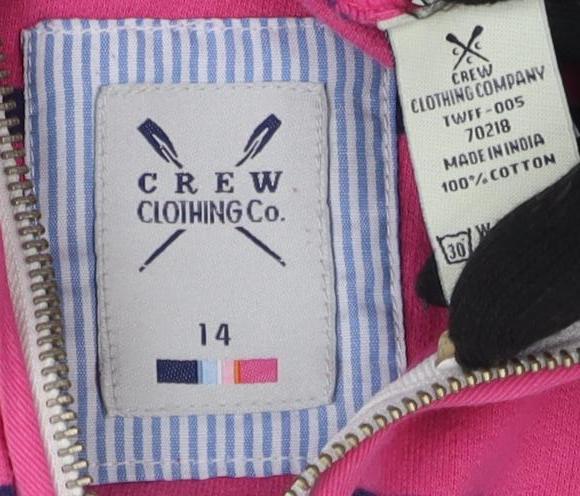 CREW
CLOTHING Co.
14
CREW
CLOTHING COMPANY
TWFF-005
70218
MADE IN INDIA
100% COTTON
30